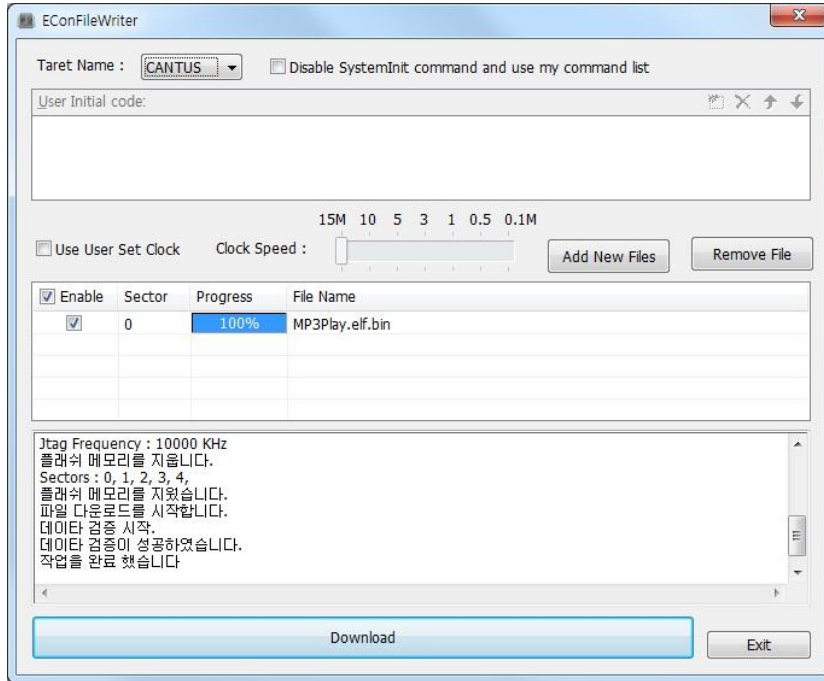 EConFileWriter
Taret Name : CANTUS Disable SystemInit command and use my command list
User Initial code:
15M 10 5 3 1 0.5 0.1M
Use User Set Clock Clock Speed : Add New Files Remove File
Enable Sector Progress File Name
0 100% MP3Play.elf.bin
Jtag Frequency : 10000 KHz
플래쉬 메모리를 지웁니다.
Sectors : 0, 1, 2, 3, 4,
플래쉬 메모리를 지웠습니다.
파일 다운로드를 시작합니다.
데이타 검증 시작.
데이타 검증이 성공하였습니다.
작업을 완료 했습니다
Download
Exit